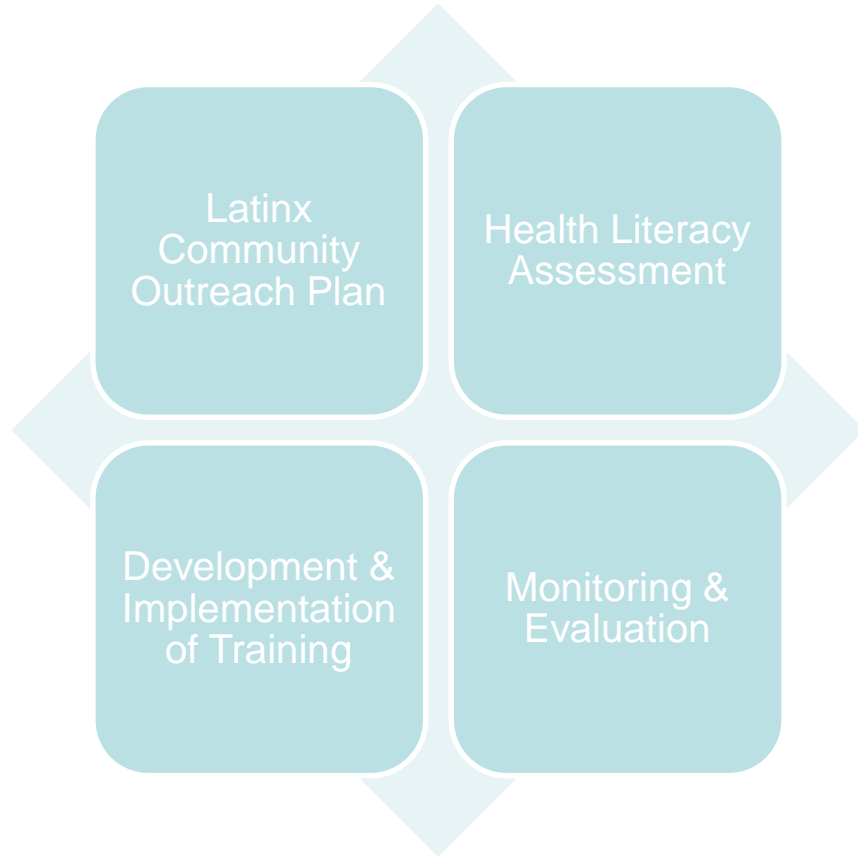 Latinx
Community
Outreach Plan
Health Literacy
Assessment
Development &
Implementation
of Training
Monitoring &
Evaluation